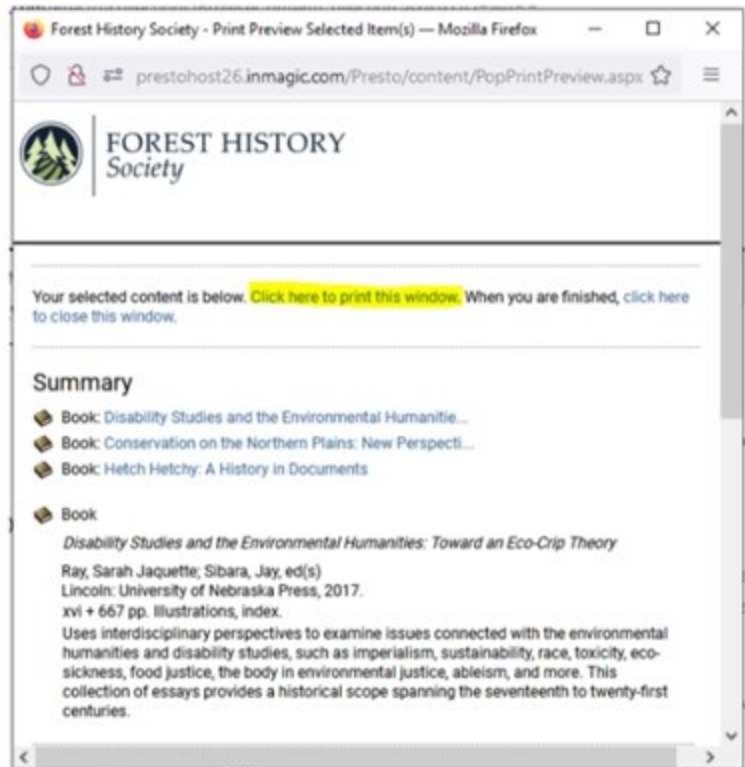 Forest History Society - Print Preview Selected Item(s) — Mozilla Firefox
prestohost26.inmagic.com/Presto/content/PopPrintPreview.aspx
FOREST HISTORY
Society
Your selected content is below. Click here to print this window. When you are finished, click here
to close this window.
Summary
Book: Disability Studies and the Environmental Humanitie...
Book: Conservation on the Northern Plains: New Perspecti...
Book: Hetch Hetchy: A History in Documents
Book
Disability Studies and the Environmental Humanities: Toward an Eco-Crip Theory
Ray, Sarah Jaquette; Sibara, Jay, ed(s)
Lincoln: University of Nebraska Press, 2017.
xvi + 667 pp. Illustrations, index.
Uses interdisciplinary perspectives to examine issues connected with the environmental
humanities and disability studies, such as imperialism, sustainability, race, toxicity, eco-
sickness, food justice, the body in environmental justice, ableism, and more. This
collection of essays provides a historical scope spanning the seventeenth to twenty-first
centuries.